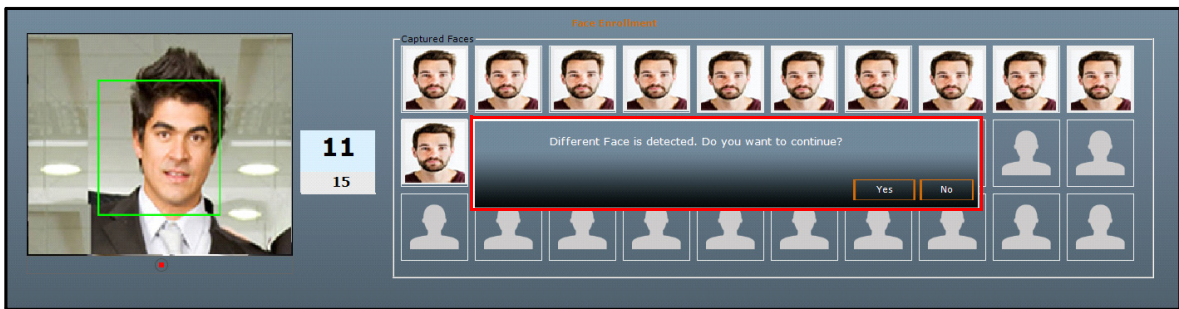 Face Enrollment
Captured Faces
11
15
Different Face is detected. Do you want to continue?
Yes No